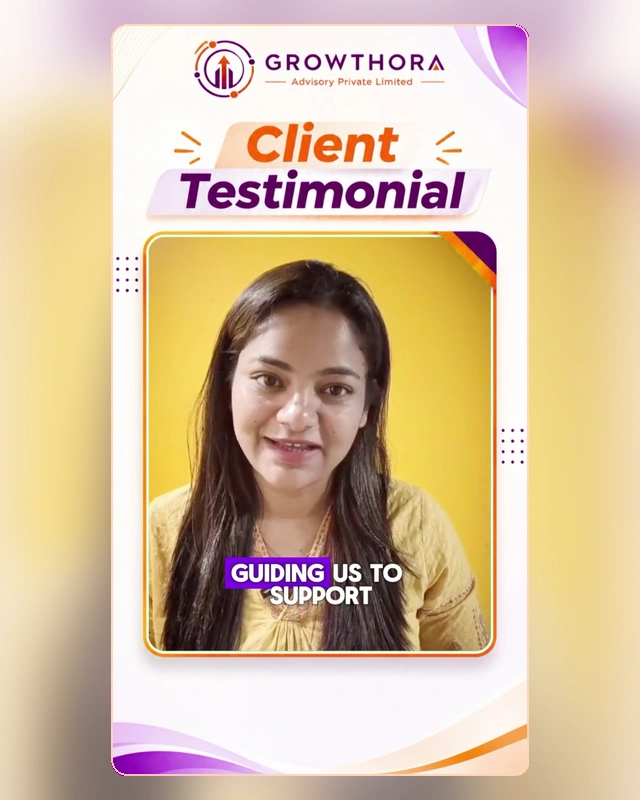 GROWTHORA
Advisory Private Limited
Client
Testimonial
GUIDING US TO
SUPPORT